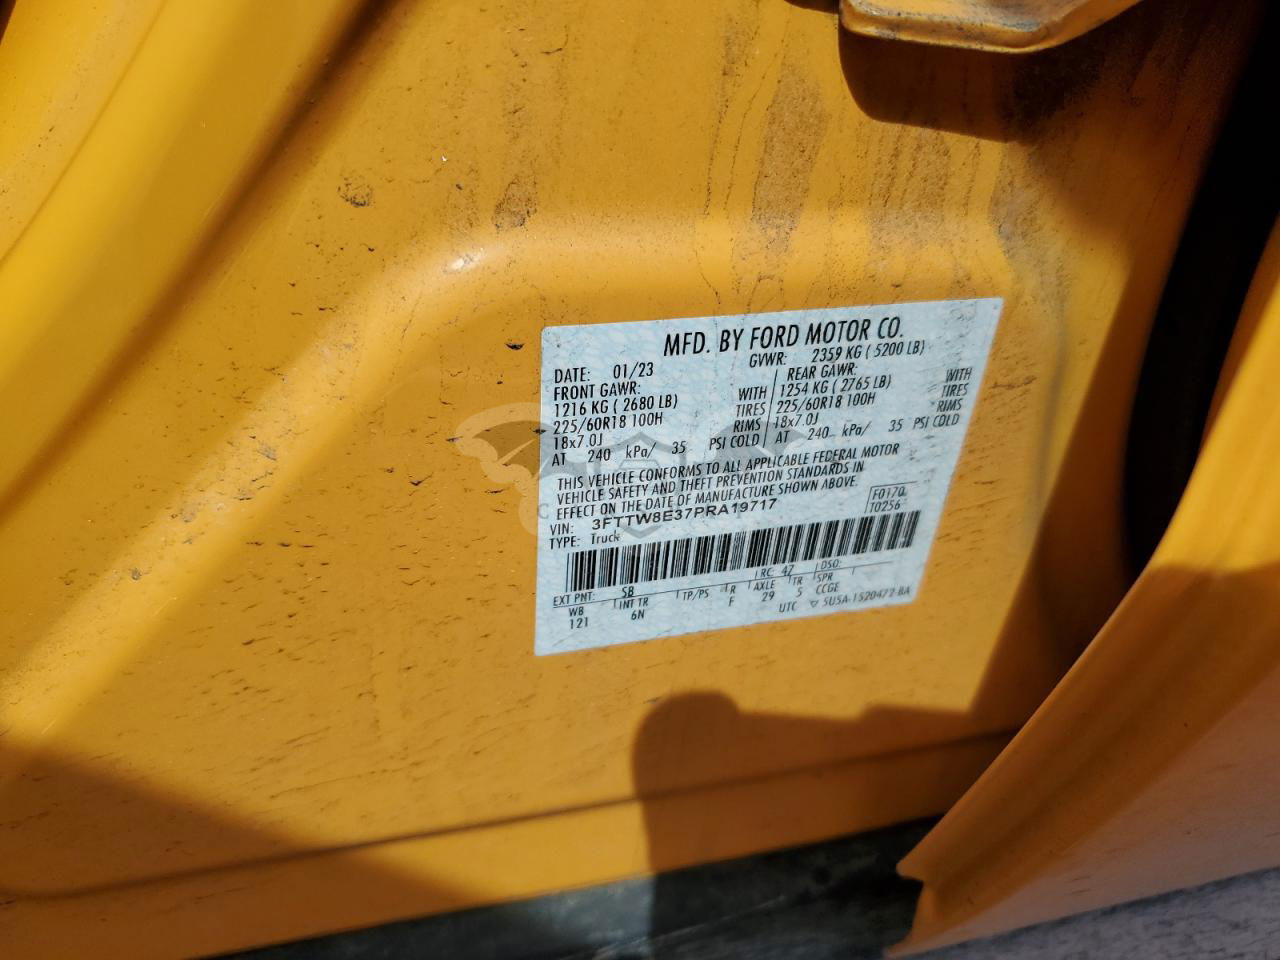 MFD. BY FORD MOTOR CO.
DATE: 01/23 GVWR: 2359 KG ( 5200 LB)
FRONT GAWR: REAR GAWR:
1216 KG ( 2680 LB) WITH 1254 KG ( 2765 LB) WITH
225/60R18 100H TIRES 225/60R18 100H TIRES
18x7.0J RIMS 18x7.0J RIMS
AT 240 kPa/ 35 PSI COLD AT 240 kPa/ 35 PSI COLD
THIS VEHICLE CONFORMS TO ALL APPLICABLE FEDERAL MOTOR
VEHICLE SAFETY AND THEFT PREVENTION STANDARDS IN
EFFECT ON THE DATE OF MANUFACTURE SHOWN ABOVE.
VIN: 3FTTW8E37PRA19717 F0170
TYPE: Truck T0256
EXT PNT: SB RC: 47 DSO:
WB INT TR TP/PS R AXLE TR SPR
121 6N F 29 5 CCGE
UTC ▽ 5U5A-1520472-BA